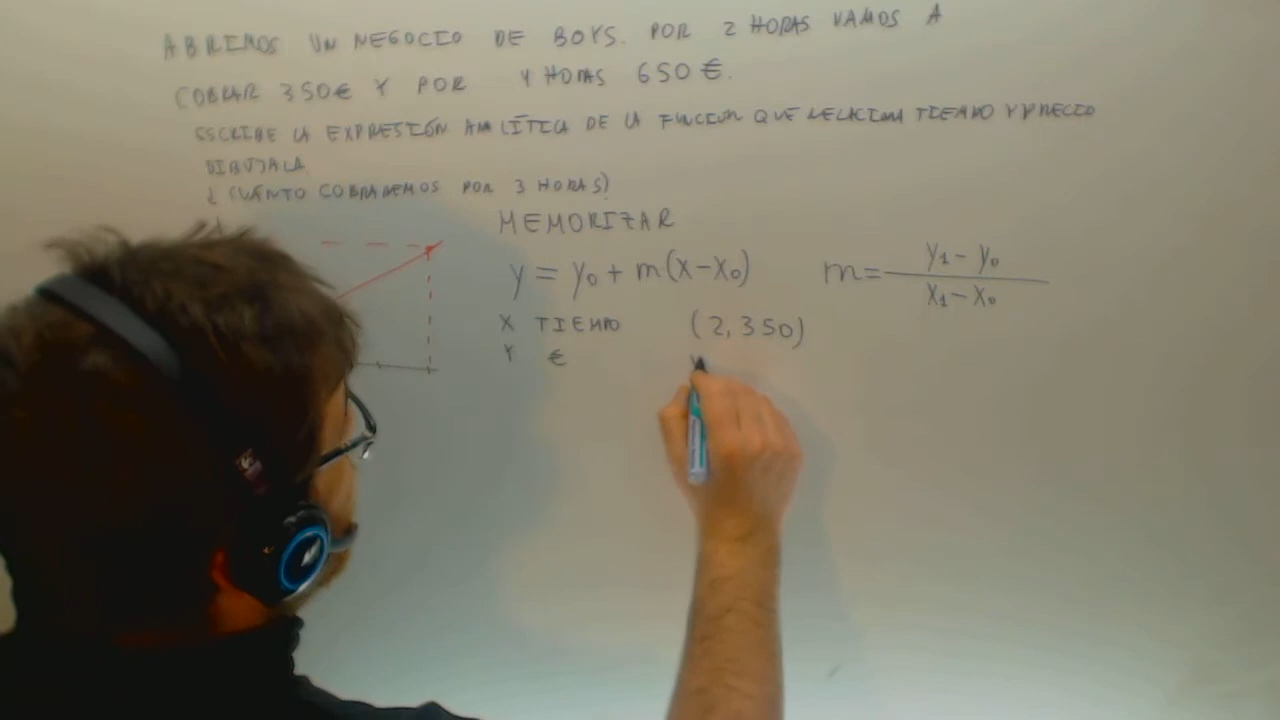 ABRIMOS UN NEGOCIO DE BOYS. POR 2 HORAS VAMOS A
COBRAR 350€ Y POR 4 HORAS 650€.
ESCRIBE LA EXPRESIÓN ANALÍTICA DE LA FUNCION QUE RELACIONA TIEMPO Y PRECIO
DIBUJALA
¿CUÁNTO COBRAREMOS POR 3 HORAS?
MEMORIZAR
y = y₀ + m(x-x₀) m = (y₁ - y₀)/(x₁ - x₀)
X TIEMPO (2,350)
Y €